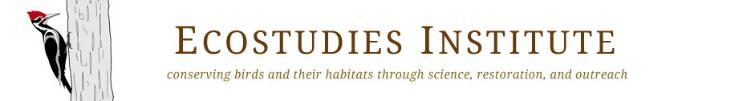 Ecostudies Institute
conserving birds and their habitats through science, restoration, and outreach